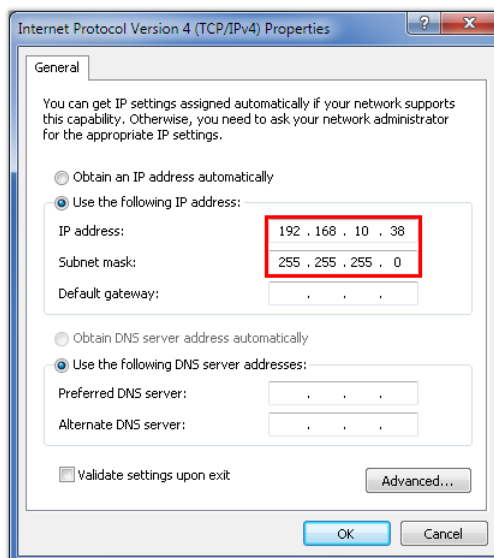 Internet Protocol Version 4 (TCP/IPv4) Properties
General
You can get IP settings assigned automatically if your network supports
this capability. Otherwise, you need to ask your network administrator
for the appropriate IP settings.
Obtain an IP address automatically
Use the following IP address:
IP address: 192 . 168 . 10 . 38
Subnet mask: 255 . 255 . 255 . 0
Default gateway: . . .
Obtain DNS server address automatically
Use the following DNS server addresses:
Preferred DNS server: . . .
Alternate DNS server: . . .
Validate settings upon exit
Advanced...
OK Cancel